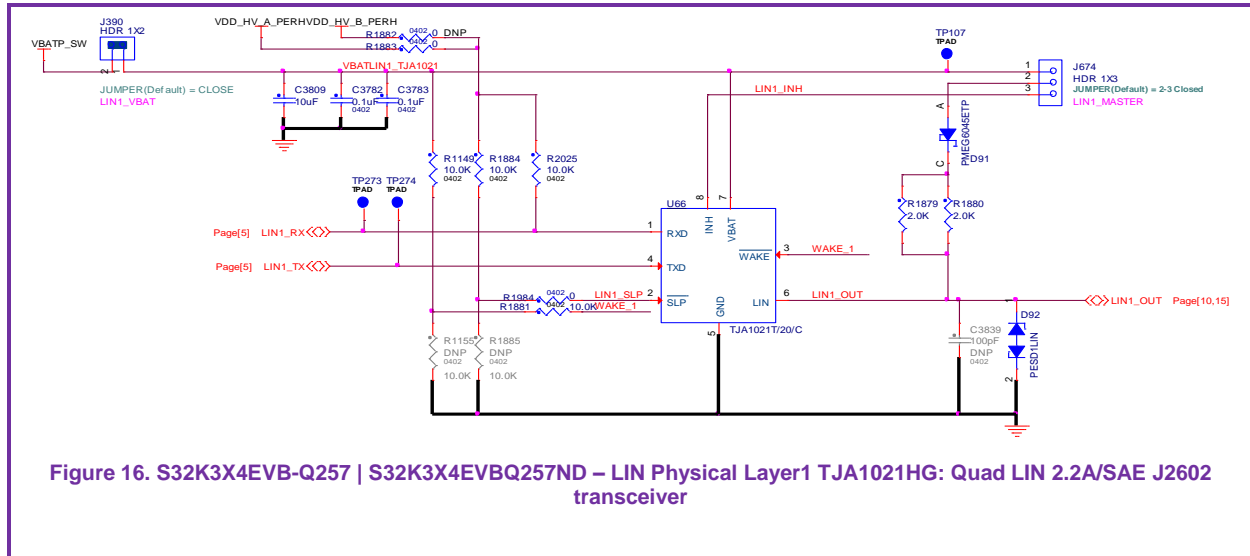 J390
HDR 1X2
VBATP_SW
2
1
JUMPER(Default) = CLOSE
LIN1_VBAT
VDD_HV_A_PERH
VDD_HV_B_PERH
R1882 0402 0 DNP
R1883 0402 0
VBATLIN1_TJA1021
C3809
10uF
C3782
0.1uF
0402
C3783
0.1uF
0402
TP107
TPAD
1
2
3
J674
HDR 1X3
JUMPER(Default) = 2-3 Closed
LIN1_MASTER
LIN1_INH
A
PMEG6045ETP
C
D91
R1149
10.0K
0402
R1884
10.0K
0402
R2025
10.0K
0402
TP273
TPAD
TP274
TPAD
R1879
2.0K
R1880
2.0K
U66
8
7
INH
VBAT
Page[5] LIN1_RX
1
RXD
Page[5] LIN1_TX
4
TXD
WAKE
3
WAKE_1
R1984 0402 0 LIN1_SLP
2
SLP
R1881 0402 10.0K WAKE_1
LIN
6
LIN1_OUT
LIN1_OUT Page[10,15]
GND
5
TJA1021T/20/C
R1155
DNP
0402
10.0K
R1885
DNP
0402
10.0K
C3839
100pF
DNP
0402
1
D92
PESD1LIN
2
Figure 16. S32K3X4EVB-Q257 | S32K3X4EVBQ257ND – LIN Physical Layer1 TJA1021HG: Quad LIN 2.2A/SAE J2602
transceiver